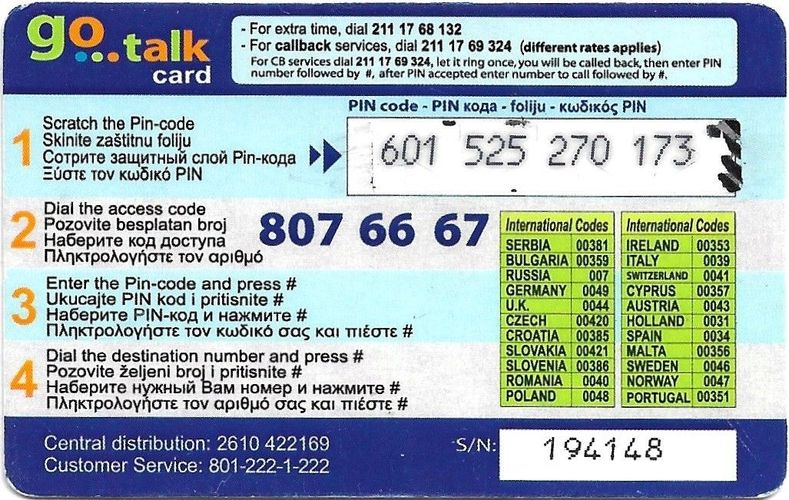 go...talk
card
- For extra time, dial 211 17 68 132
- For callback services, dial 211 17 69 324 (different rates applies)
For CB services dial 211 17 69 324, let it ring once, you will be called back, then enter PIN
number followed by #, after PIN accepted enter number to call followed by #.
PIN code - PIN кода - foliju - κωδικός PIN
1
Scratch the Pin-code
Skinite zaštitnu foliju
Сотрите защитный слой Pin-кода
Ξύστε τον κωδικό PIN
601 525 270 173
2
Dial the access code
Pozovite besplatan broj
Наберите код доступа
Πληκτρολογήστε το αριθμό
807 66 67
3
Enter the Pin-code and press #
Ukucajte PIN kod i pritisnite #
Наберите PIN-код и нажмите #
Πληκτρολογήστε τον κωδικό σας και πιέστε #
4
Dial the destination number and press #
Pozovite željeni broj i pritisnite #
Наберите нужный Вам номер и нажмите #
Πληκτρολογήστε τον αριθμό σας και πιέστε #
International Codes
SERBIA 00381
BULGARIA 00359
RUSSIA 007
GERMANY 0049
U.K. 0044
CZECH 00420
CROATIA 00385
SLOVAKIA 00421
SLOVENIA 00386
ROMANIA 0040
POLAND 0048
International Codes
IRELAND 00353
ITALY 0039
SWITZERLAND 0041
CYPRUS 00357
AUSTRIA 0043
HOLLAND 0031
SPAIN 0034
MALTA 00356
SWEDEN 0046
NORWAY 0047
PORTUGAL 00351
Central distribution: 2610 422169
Customer Service: 801-222-1-222
S/N: 194148